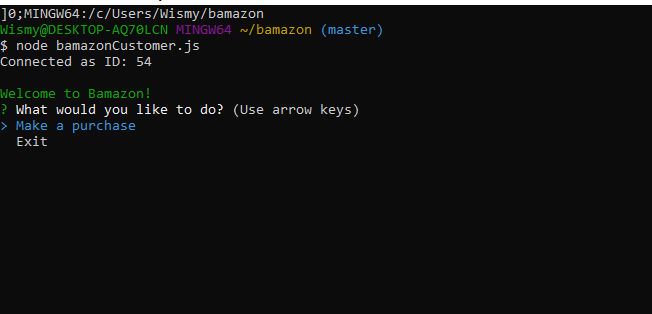 ]0;MINGW64:/c/Users/Wismy/bamazon
Wismy@DESKTOP-AQ70LCN MINGW64 ~/bamazon (master)
$ node bamazonCustomer.js
Connected as ID: 54
Welcome to Bamazon!
? What would you like to do? (Use arrow keys)
> Make a purchase
Exit